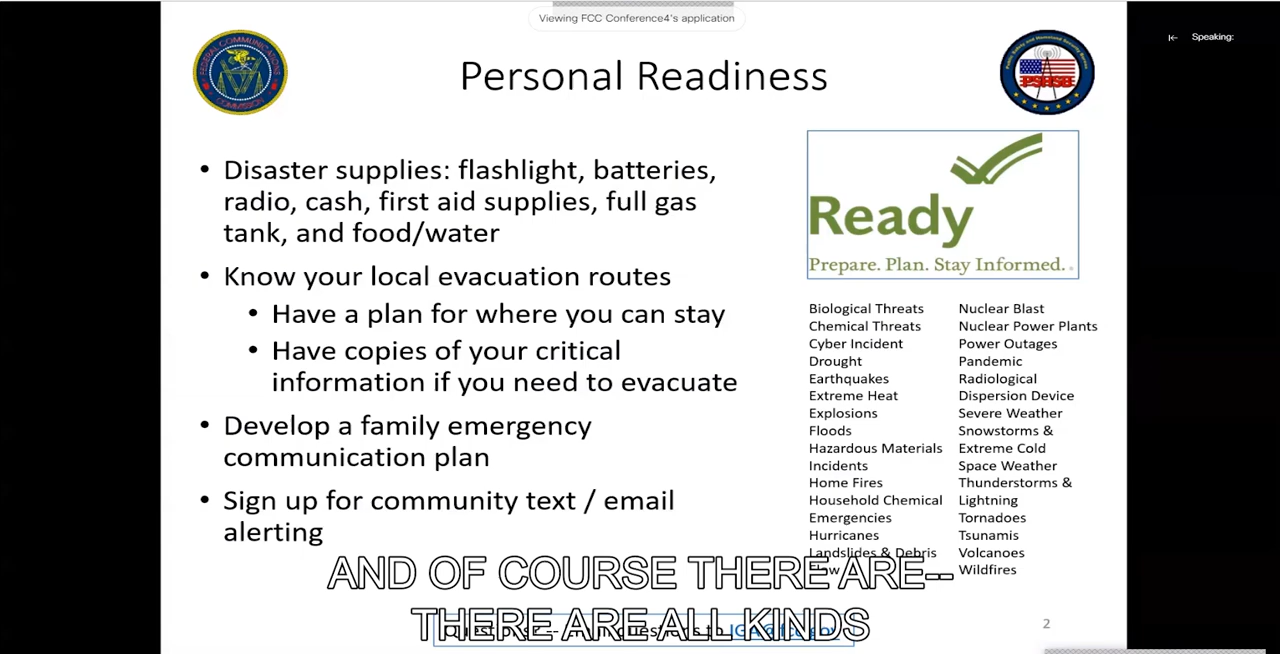 Viewing FCC Conference4's application
Speaking:
FEDERAL COMMUNICATIONS
COMMISSION
Personal Readiness
PSHSB
• Disaster supplies: flashlight, batteries,
radio, cash, first aid supplies, full gas
tank, and food/water
• Know your local evacuation routes
• Have a plan for where you can stay
• Have copies of your critical
information if you need to evacuate
• Develop a family emergency
communication plan
• Sign up for community text / email
alerting
Ready
Prepare. Plan. Stay Informed.
Biological Threats
Chemical Threats
Cyber Incident
Drought
Earthquakes
Extreme Heat
Explosions
Floods
Hazardous Materials
Incidents
Home Fires
Household Chemical
Emergencies
Hurricanes
Landslides & Debris
Nuclear Blast
Nuclear Power Plants
Power Outages
Pandemic
Radiological
Dispersion Device
Severe Weather
Snowstorms &
Extreme Cold
Space Weather
Thunderstorms &
Lightning
Tornadoes
Tsunamis
Volcanoes
Wildfires
AND OF COURSE THERE ARE--
THERE ARE ALL KINDS
2